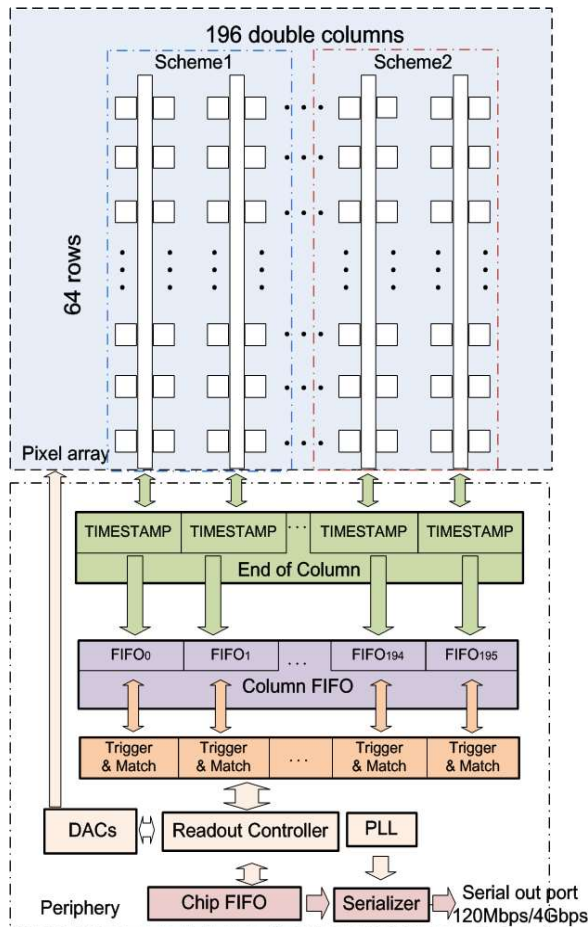 196 double columns
Scheme1
Scheme2
64 rows
Pixel array
TIMESTAMP TIMESTAMP ... TIMESTAMP TIMESTAMP
End of Column
FIFO0 FIFO1 ... FIFO194 FIFO195
Column FIFO
Trigger & Match
Trigger & Match
...
Trigger & Match
Trigger & Match
DACs
Readout Controller
PLL
Periphery
Chip FIFO
Serializer
Serial out port
120Mbps/4Gbps